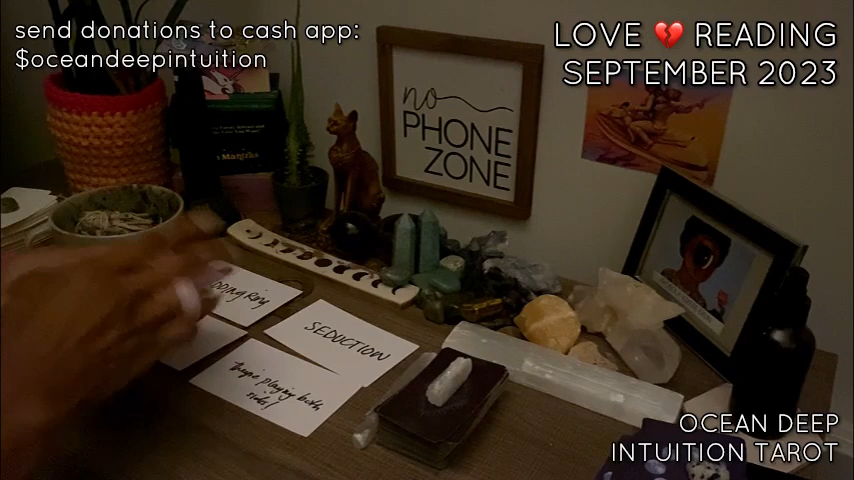 send donations to cash app:
$oceandeepintuition
LOVE 💔 READING
SEPTEMBER 2023
no
PHONE
ZONE
SEDUCTION
they're playing both
sides
OCEAN DEEP
INTUITION TAROT